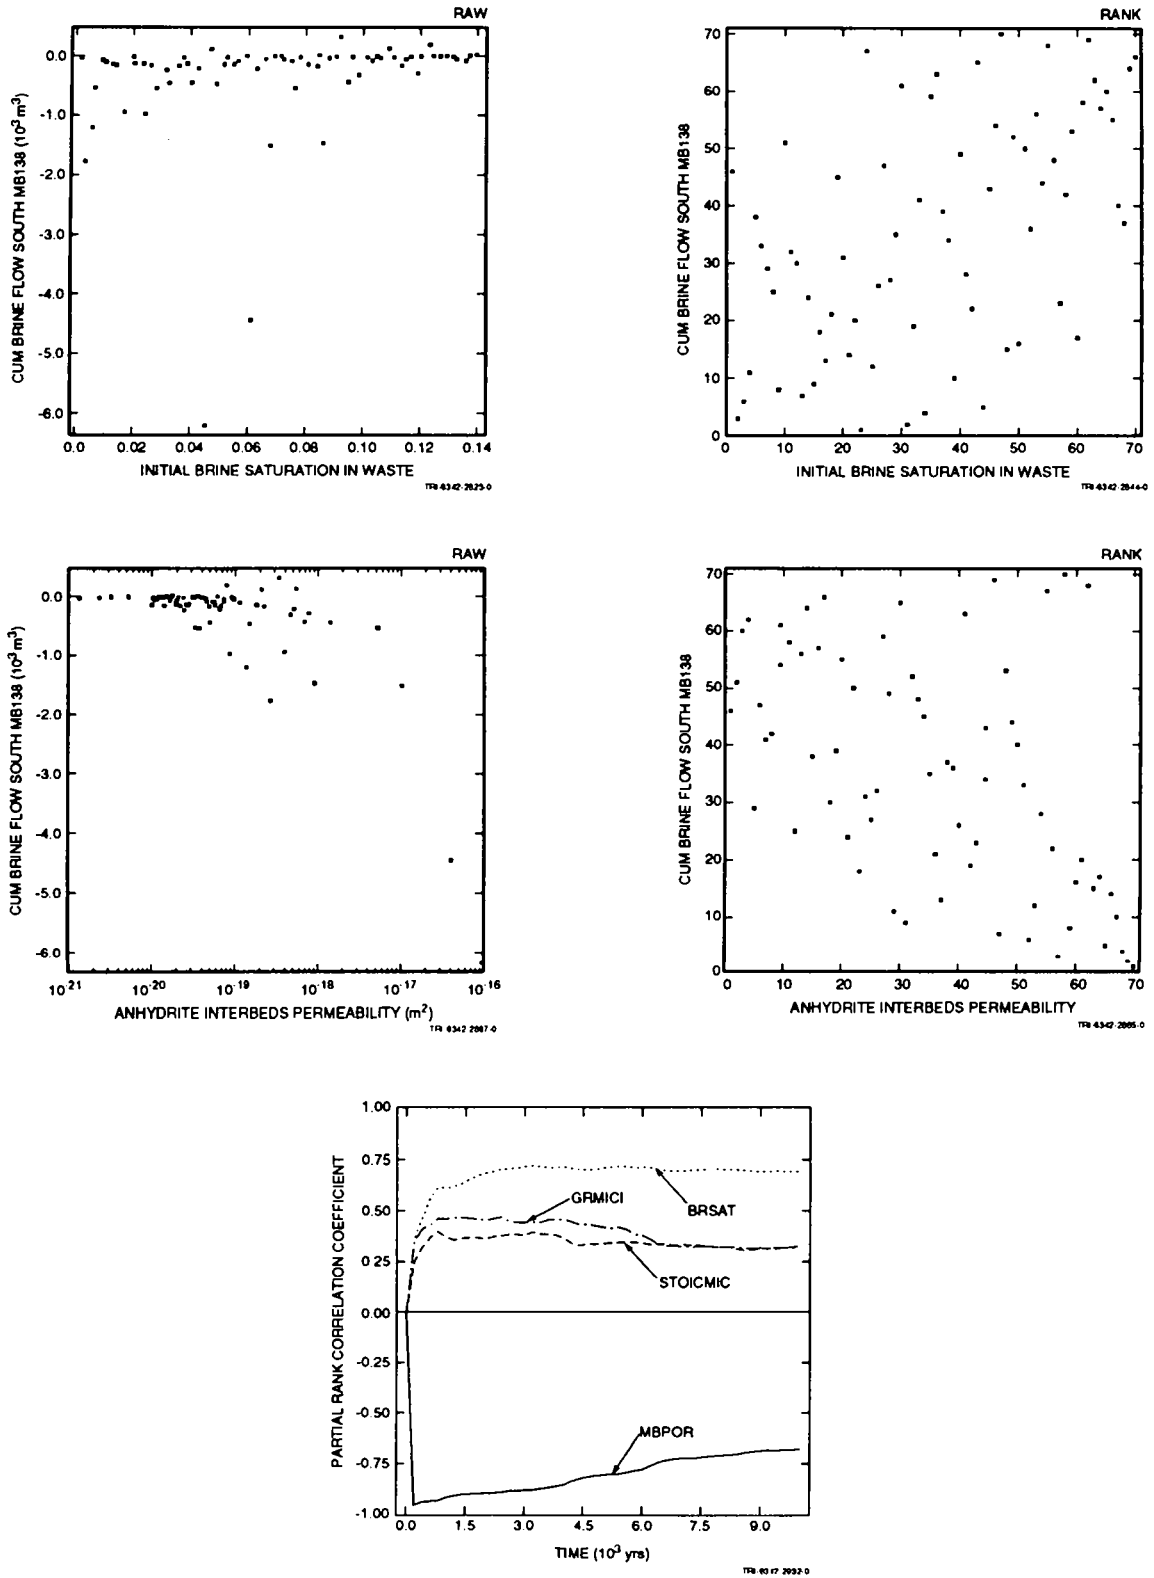 RAW
CUM BRINE FLOW SOUTH MB138 (10³ m³)
0.0
-1.0
-2.0
-3.0
-4.0
-5.0
-6.0
0.0 0.02 0.04 0.06 0.08 0.10 0.12 0.14
INITIAL BRINE SATURATION IN WASTE
RANK
CUM BRINE FLOW SOUTH MB138
70
60
50
40
30
20
10
0
0 10 20 30 40 50 60 70
INITIAL BRINE SATURATION IN WASTE
TRI-6342-2844-0
RAW
CUM BRINE FLOW SOUTH MB138 (10³ m³)
0.0
-1.0
-2.0
-3.0
-4.0
-5.0
-6.0
10⁻²¹ 10⁻²⁰ 10⁻¹⁹ 10⁻¹⁸ 10⁻¹⁷ 10⁻¹⁶
ANHYDRITE INTERBEDS PERMEABILITY (m²)
RANK
CUM BRINE FLOW SOUTH MB138
70
60
50
40
30
20
10
0
0 10 20 30 40 50 60 70
ANHYDRITE INTERBEDS PERMEABILITY
PARTIAL RANK CORRELATION COEFFICIENT
1.00
0.75
0.50
0.25
0.00
-0.25
-0.50
-0.75
-1.00
GRMICI
BRSAT
STOICMIC
MBPOR
0.0 1.5 3.0 4.5 6.0 7.5 9.0
TIME (10³ yrs)